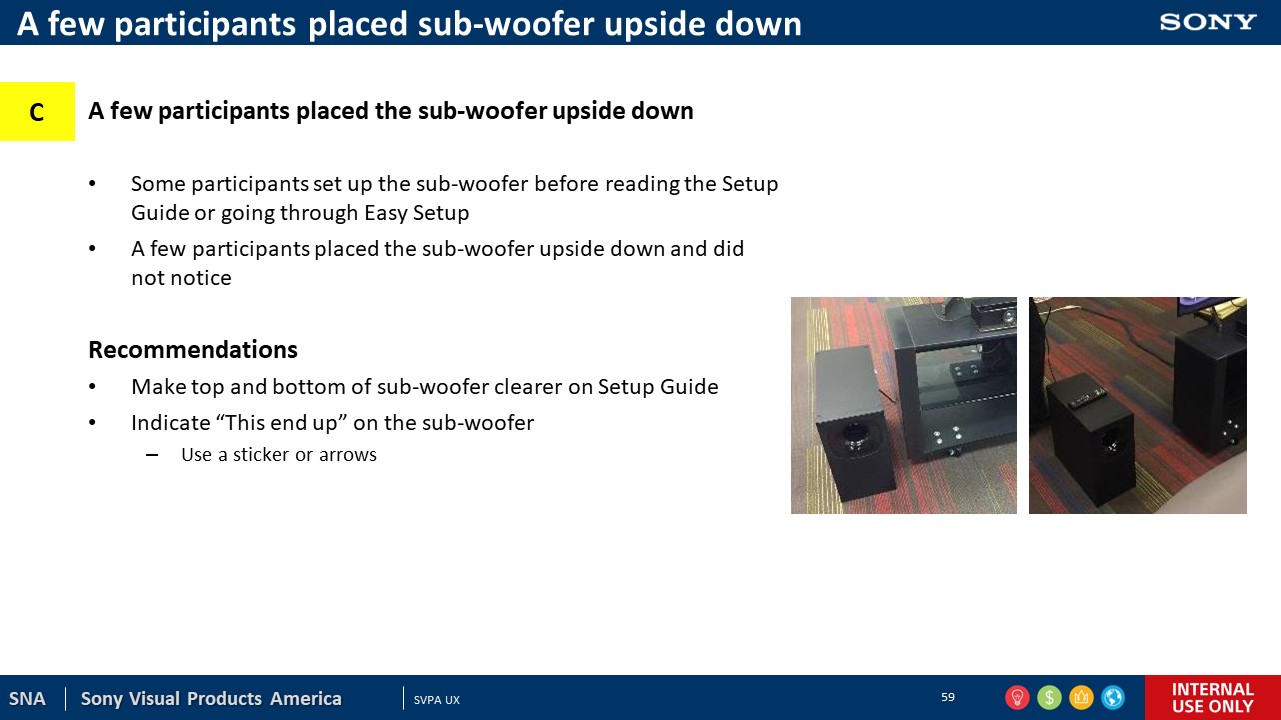 A few participants placed sub-woofer upside down
SONY
C
A few participants placed the sub-woofer upside down
• Some participants set up the sub-woofer before reading the Setup
Guide or going through Easy Setup
• A few participants placed the sub-woofer upside down and did
not notice
Recommendations
• Make top and bottom of sub-woofer clearer on Setup Guide
• Indicate “This end up” on the sub-woofer
– Use a sticker or arrows
SNA
Sony Visual Products America
SVPA UX
59
$
INTERNAL
USE ONLY